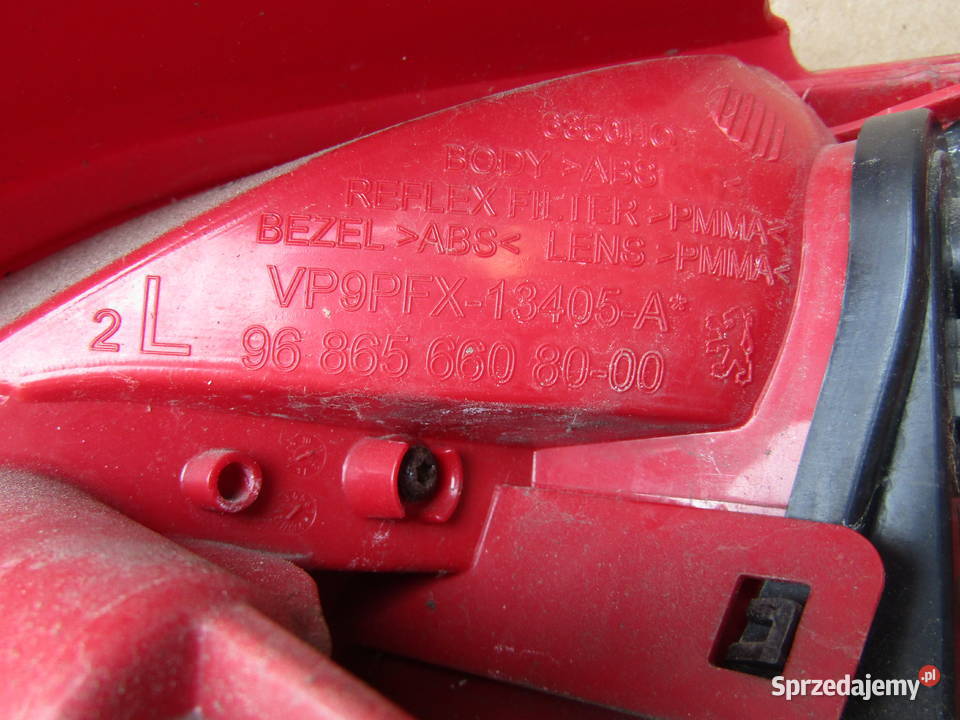 6350HQ
BODY >ABS
REFLEX FILTER >PMMA<
BEZEL >ABS< LENS >PMMA<
VP9PFX-13405-A*
2 L
96 865 660 80-00
Sprzedajemy.pl